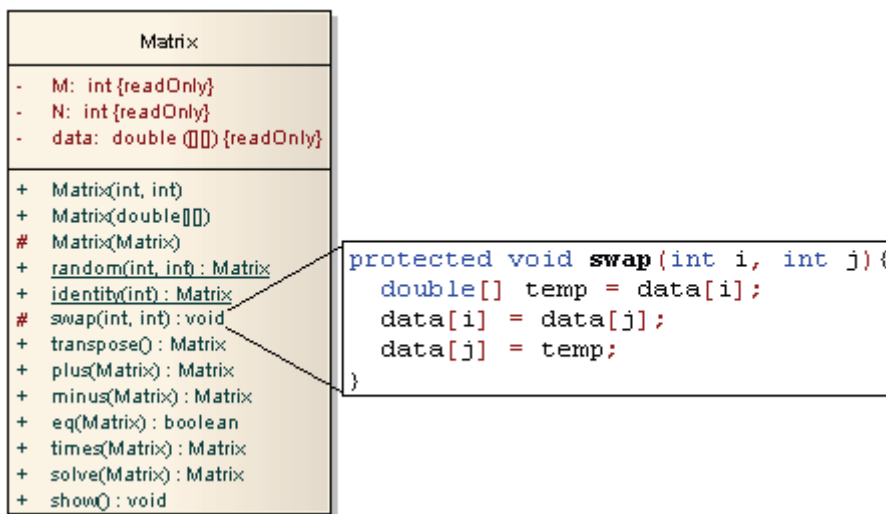 Matrix
- M: int {readOnly}
- N: int {readOnly}
- data: double ([][]) {readOnly}
+ Matrix(int, int)
+ Matrix(double[][])
# Matrix(Matrix)
+ random(int, int) : Matrix
+ identity(int) : Matrix
# swap(int, int) : void
+ transpose() : Matrix
+ plus(Matrix) : Matrix
+ minus(Matrix) : Matrix
+ eq(Matrix) : boolean
+ times(Matrix) : Matrix
+ solve(Matrix) : Matrix
+ show() : void
protected void swap(int i, int j){
double[] temp = data[i];
data[i] = data[j];
data[j] = temp;
}